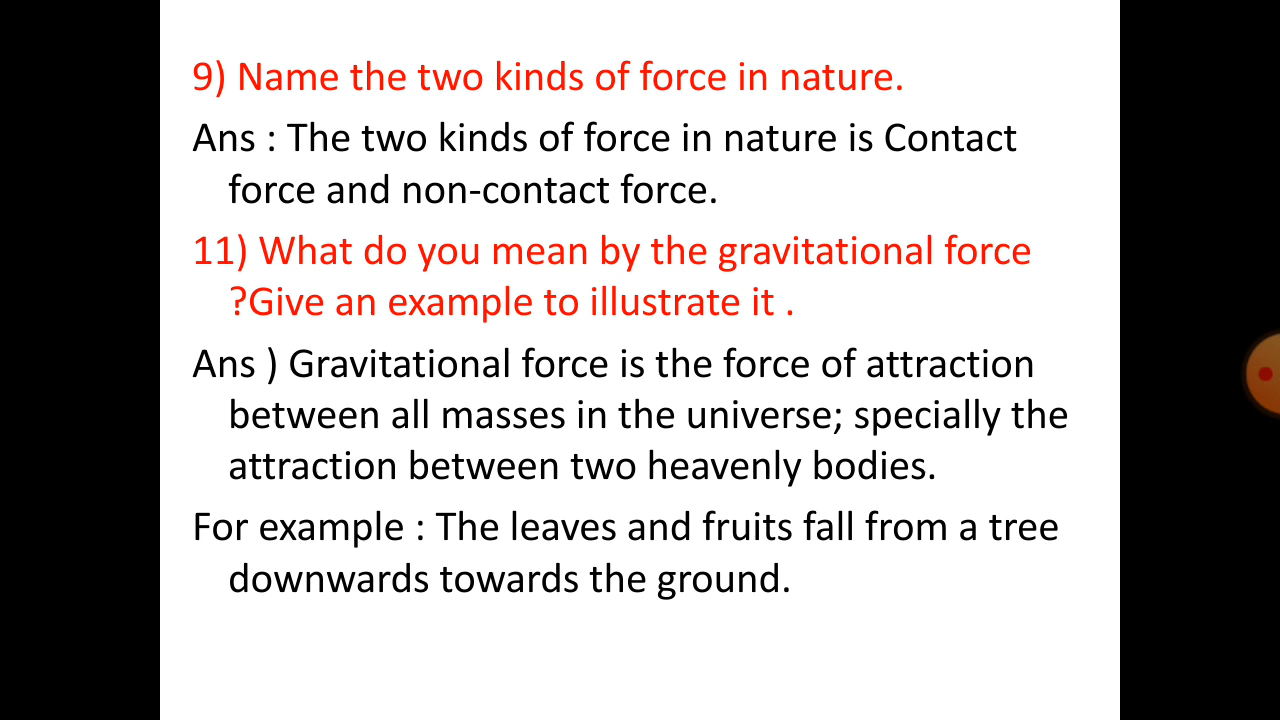 9) Name the two kinds of force in nature.
Ans : The two kinds of force in nature is Contact
force and non-contact force.
11) What do you mean by the gravitational force
?Give an example to illustrate it .
Ans ) Gravitational force is the force of attraction
between all masses in the universe; specially the
attraction between two heavenly bodies.
For example : The leaves and fruits fall from a tree
downwards towards the ground.